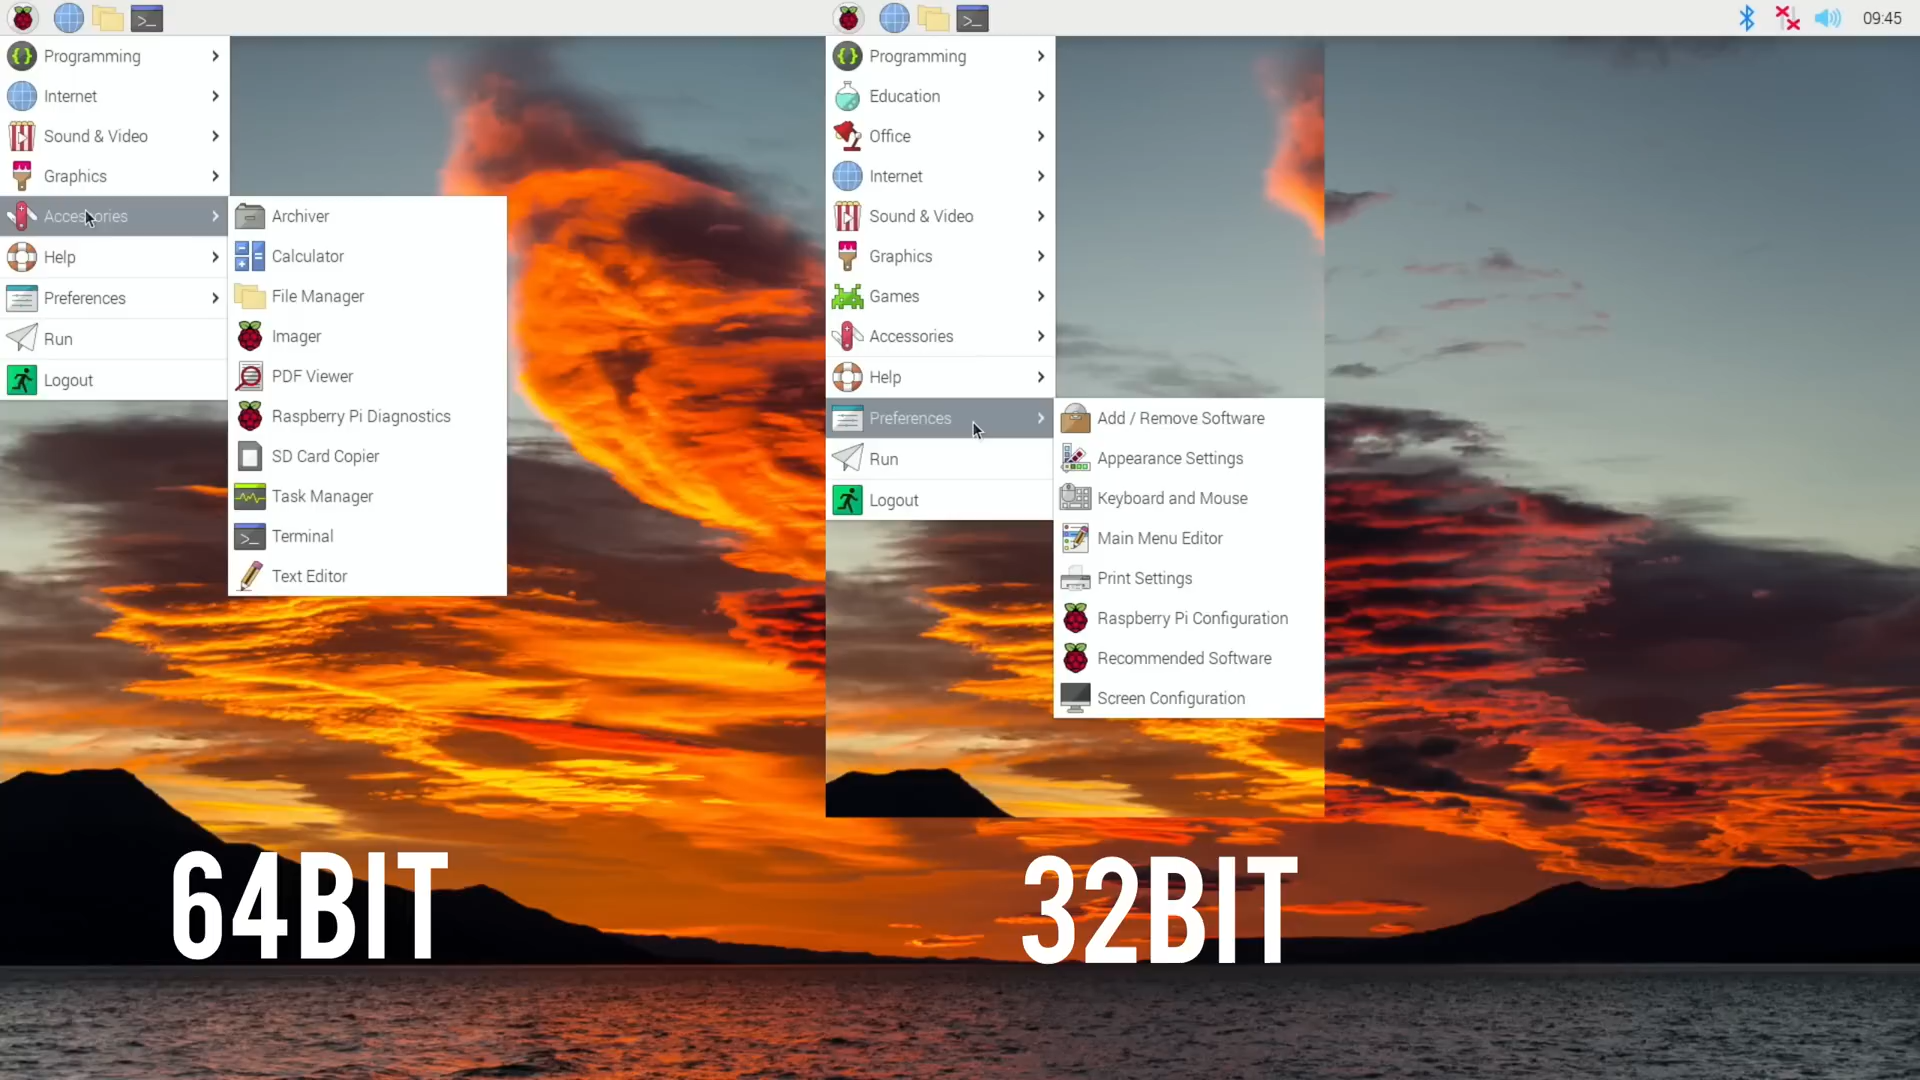 09:45
Programming
Internet
Sound & Video
Graphics
Accessories
Help
Preferences
Run
Logout
Archiver
Calculator
File Manager
Imager
PDF Viewer
Raspberry Pi Diagnostics
SD Card Copier
Task Manager
Terminal
Text Editor
Programming
Education
Office
Internet
Sound & Video
Graphics
Games
Accessories
Help
Preferences
Run
Logout
Add / Remove Software
Appearance Settings
Keyboard and Mouse
Main Menu Editor
Print Settings
Raspberry Pi Configuration
Recommended Software
Screen Configuration
64BIT
32BIT